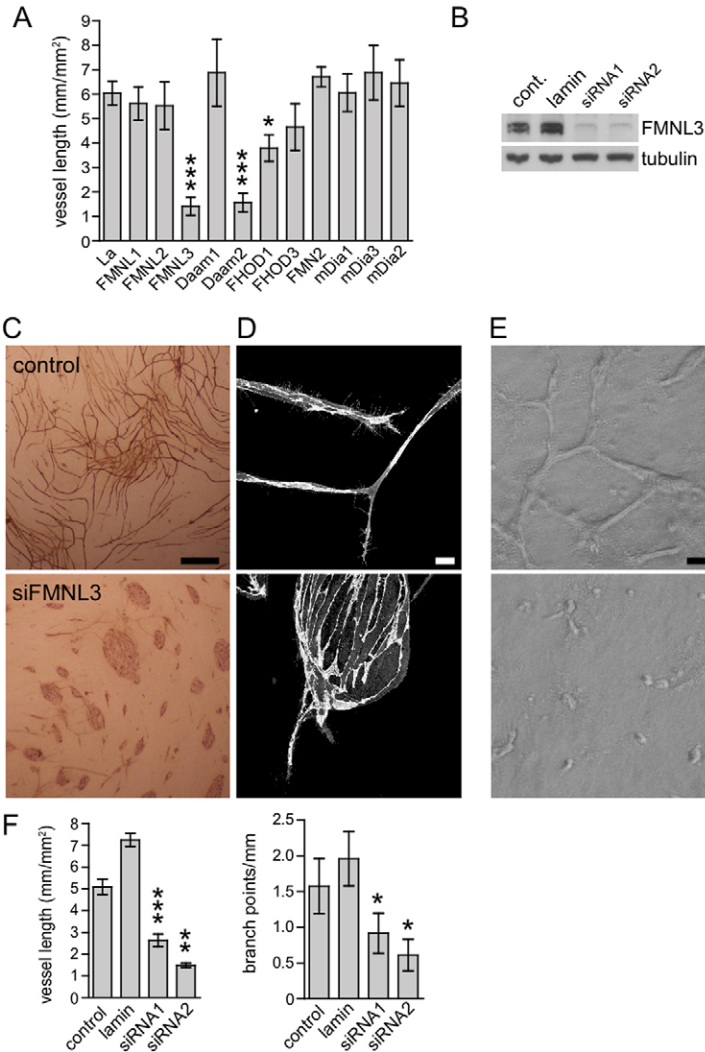 A
vessel length (mm/mm²)
9
8
7
6
5
4
3
2
1
0
***
***
*
La
FMNL1
FMNL2
FMNL3
Daam1
Daam2
FHOD1
FHOD3
FMN2
mDia1
mDia3
mDia2
B
cont.
lamin
siRNA1
siRNA2
FMNL3
tubulin
C
D
E
control
siFMNL3
F
vessel length (mm/mm²)
8
7
6
5
4
3
2
1
0
***
**
control
lamin
siRNA1
siRNA2
branch points/mm
2.5
2.0
1.5
1.0
0.5
0
*
*
control
lamin
siRNA1
siRNA2